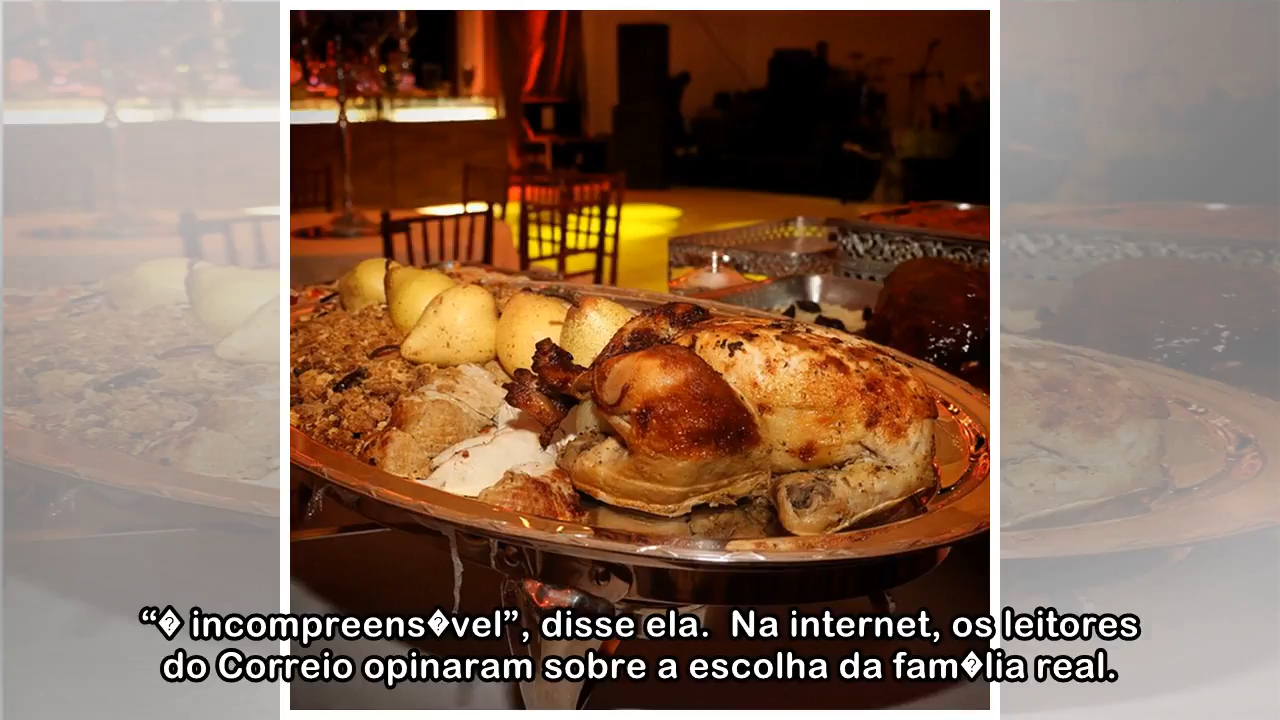 “� incompreens�vel”, disse ela.  Na internet, os leitores
do Correio opinaram sobre a escolha da fam�lia real.